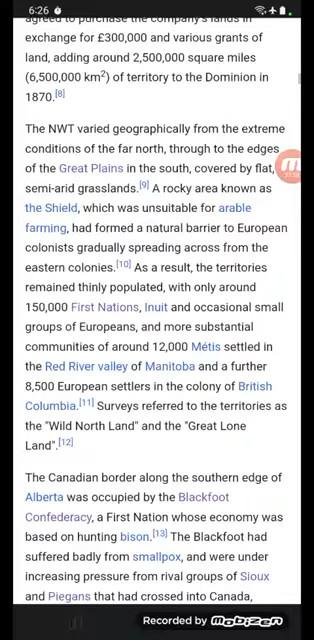 6:26
agreed to purchase the company's lands in
exchange for £300,000 and various grants of
land, adding around 2,500,000 square miles
(6,500,000 km2) of territory to the Dominion in
1870.[8]
The NWT varied geographically from the extreme
conditions of the far north, through to the edges
of the Great Plains in the south, covered by flat,
semi-arid grasslands.[9] A rocky area known as
the Shield, which was unsuitable for arable
farming, had formed a natural barrier to European
colonists gradually spreading across from the
eastern colonies.[10] As a result, the territories
remained thinly populated, with only around
150,000 First Nations, Inuit and occasional small
groups of Europeans, and more substantial
communities of around 12,000 Métis settled in
the Red River valley of Manitoba and a further
8,500 European settlers in the colony of British
Columbia.[11] Surveys referred to the territories as
the "Wild North Land" and the "Great Lone
Land".[12]
The Canadian border along the southern edge of
Alberta was occupied by the Blackfoot
Confederacy, a First Nation whose economy was
based on hunting bison.[13] The Blackfoot had
suffered badly from smallpox, and were under
increasing pressure from rival groups of Sioux
and Piegans that had crossed into Canada,
Recorded by Mobizen